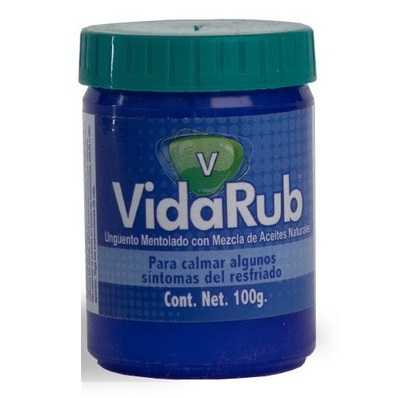 V
VidaRub®
Unguento Mentolado con Mezcla de Aceites Naturales
Para calmar algunos
síntomas del resfriado
Cont. Net. 100g.